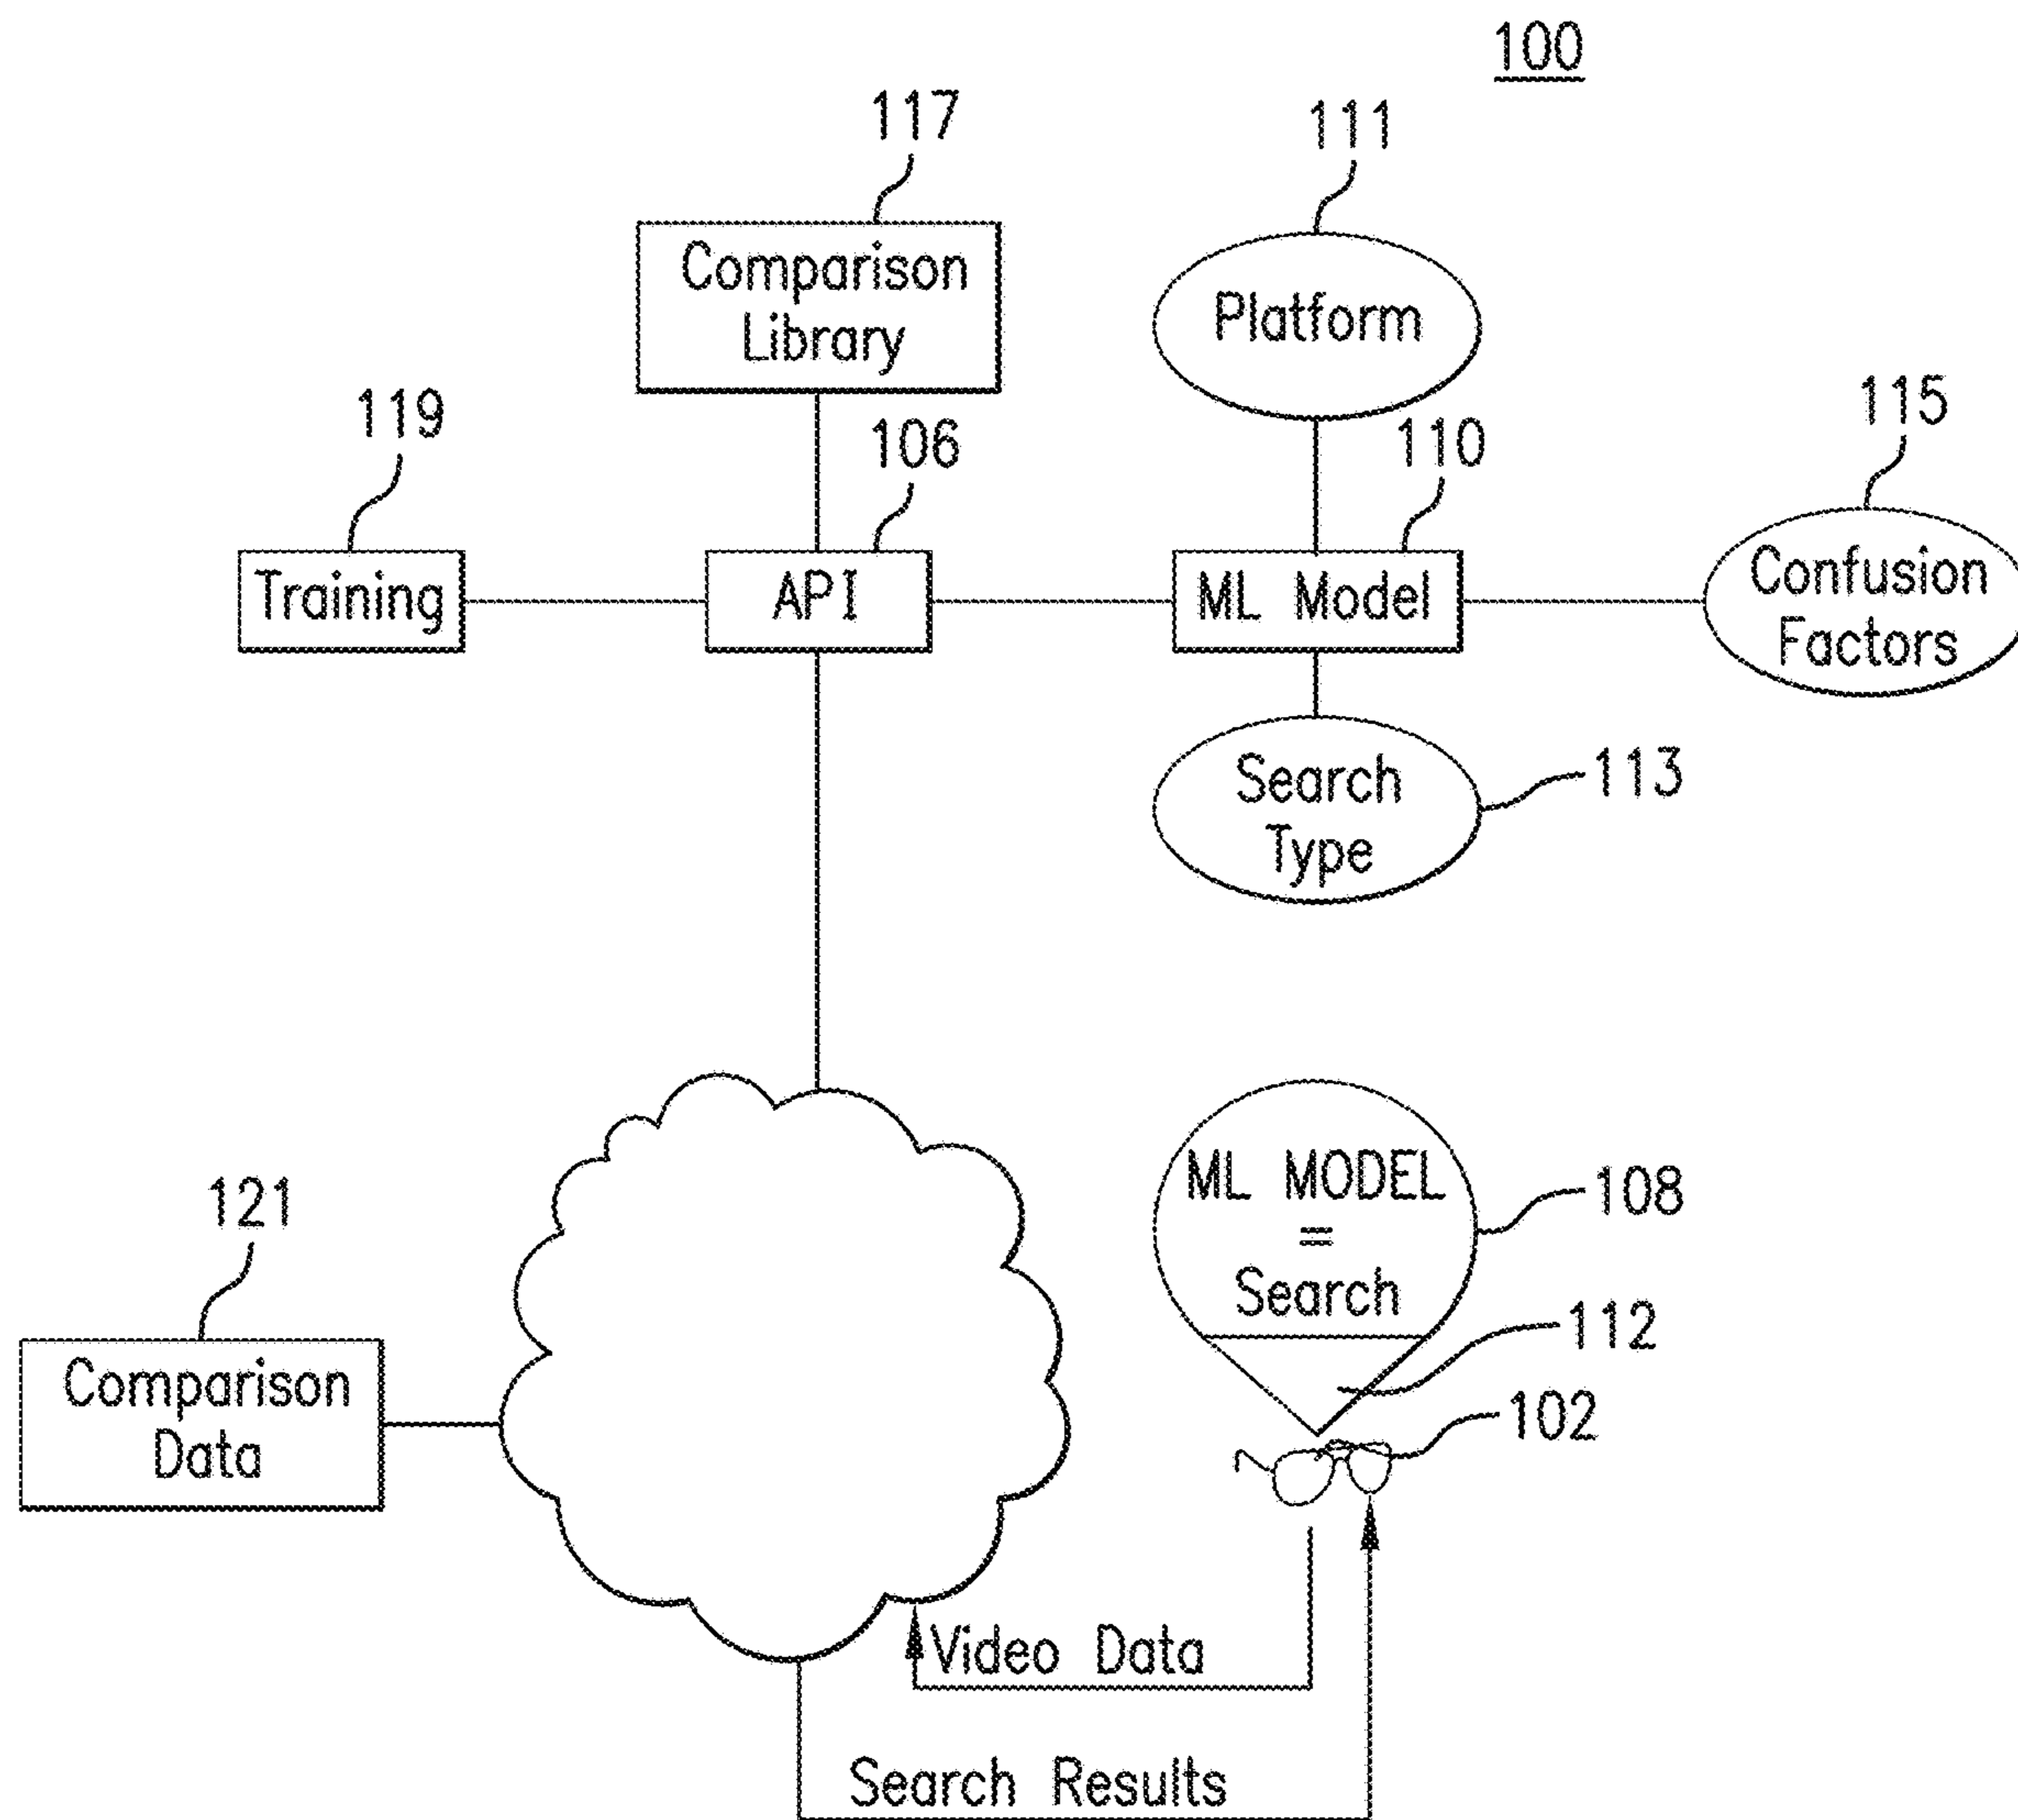 100
117
111
Comparison
Library
Platform
119
106
110
115
Training
API
ML Model
Confusion
Factors
Search
Type
113
121
ML MODEL
=
Search
108
112
Comparison
Data
102
Video Data
Search Results